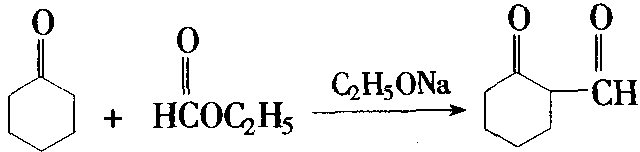 O O O O
+ HCOC₂H₅ C₂H₅ONa CH